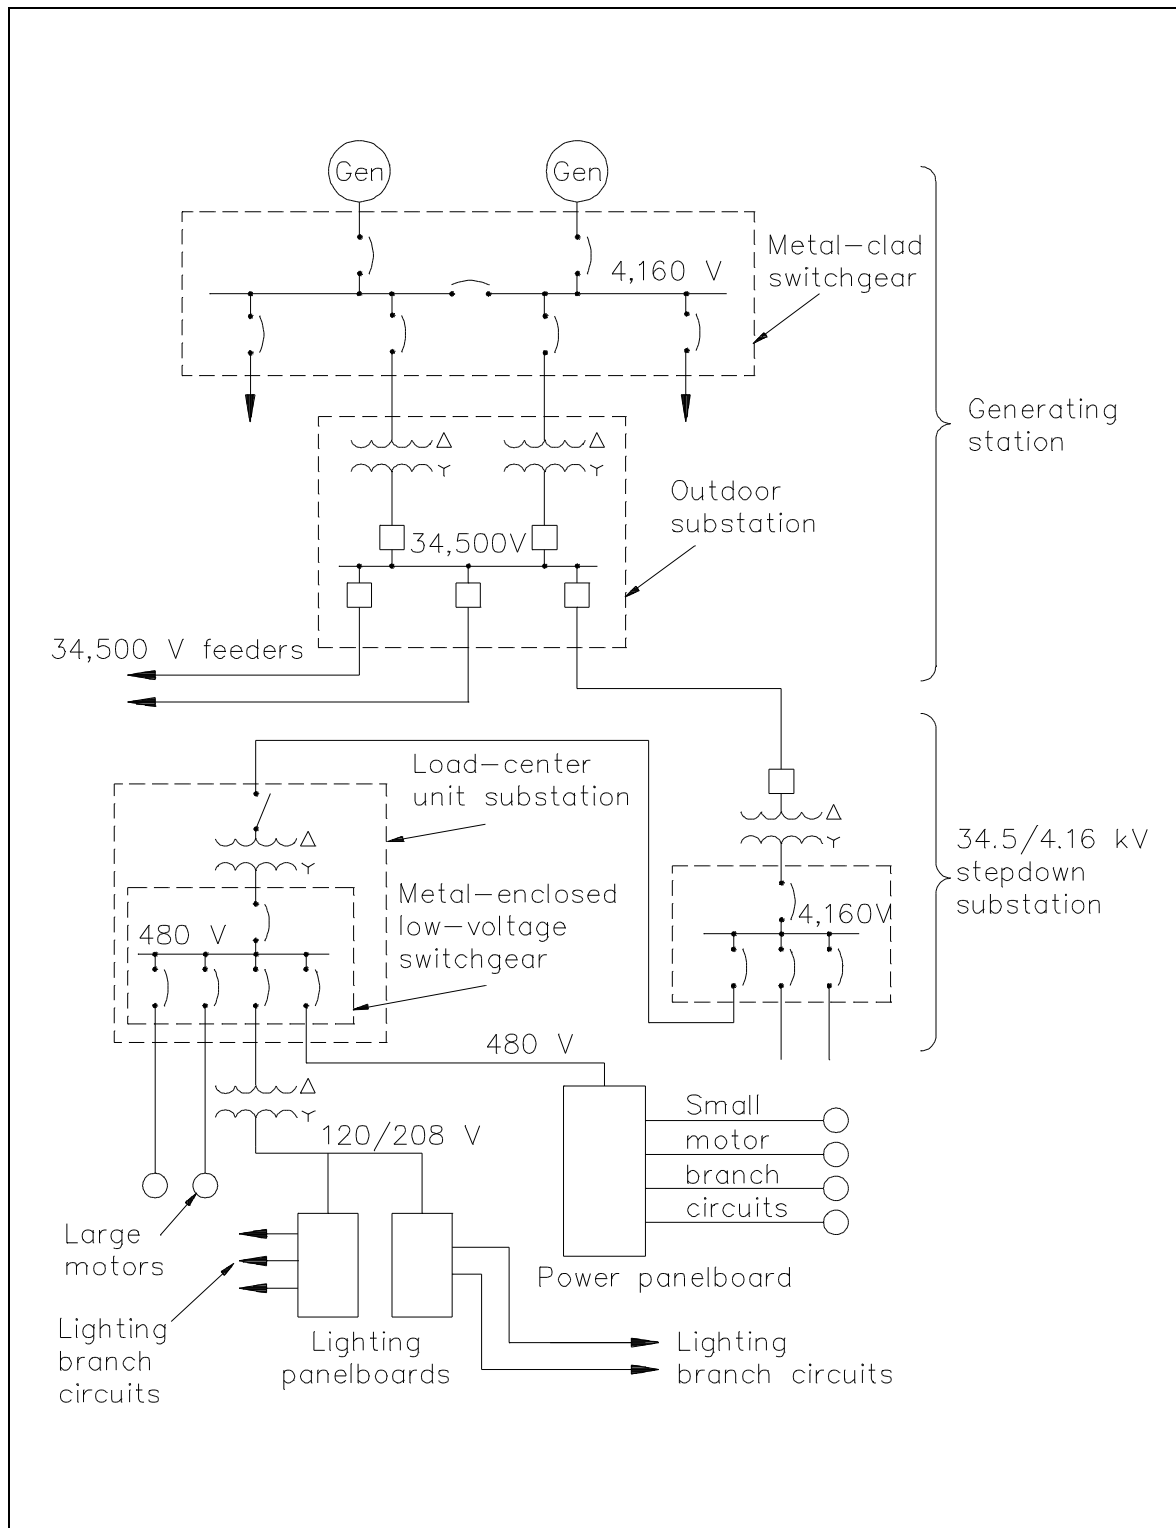 Gen
Gen
Metal-clad
switchgear
4,160 V
Generating
station
Outdoor
substation
34,500V
34,500 V feeders
Load-center
unit substation
34.5/4.16 kV
stepdown
substation
Metal-enclosed
low-voltage
switchgear
4,160V
480 V
480 V
Small
motor
branch
circuits
120/208 V
Large
motors
Power panelboard
Lighting
branch
circuits
Lighting
panelboards
Lighting
branch circuits